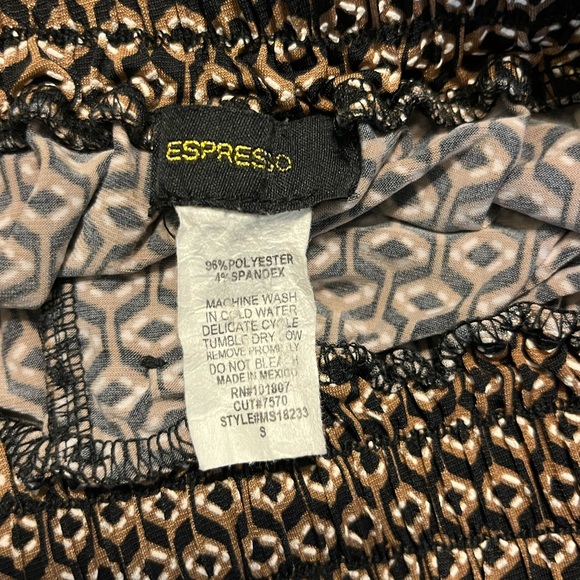 ESPRESSO
96% POLYESTER
4% SPANDEX
MACHINE WASH
IN COLD WATER
DELICATE CYCLE
TUMBLE DRY LOW
REMOVE PROMPTLY
DO NOT BLEACH
MADE IN MEXICO
RN#101807
CUT#7570
STYLE#MS18233
S